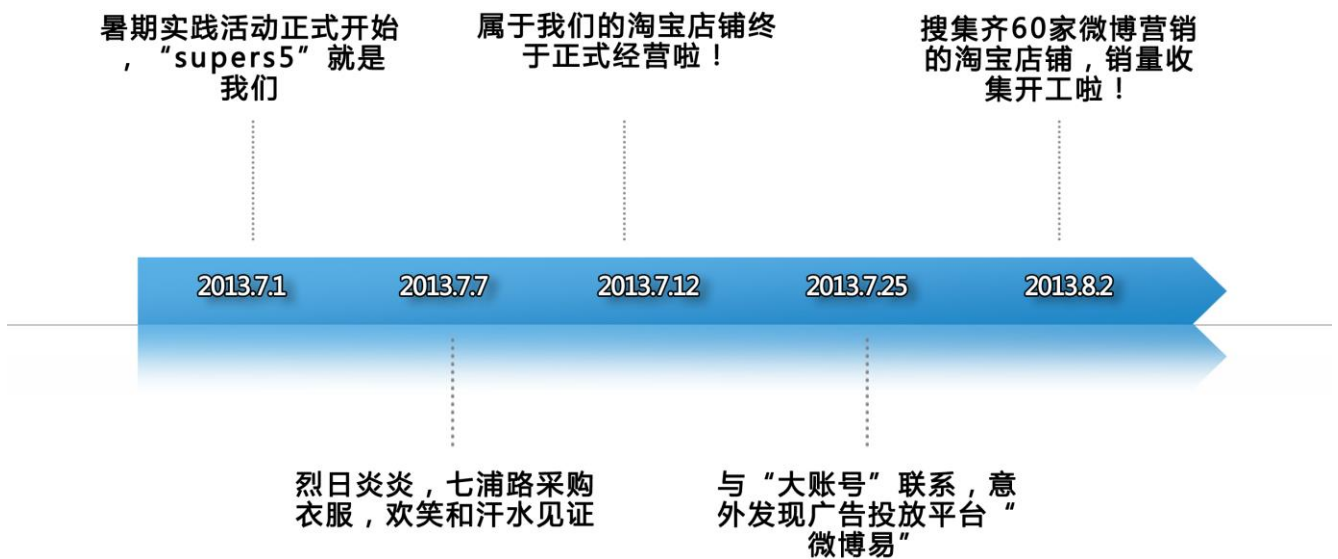 暑期实践活动正式开始
，“supers5”就是
我们
属于我们的淘宝店铺终
于正式经营啦！
搜集齐60家微博营销
的淘宝店铺，销量收
集开工啦！
2013.7.1
2013.7.7
2013.7.12
2013.7.25
2013.8.2
烈日炎炎，七浦路采购
衣服，欢笑和汗水见证
与“大账号”联系，意
外发现广告投放平台“
微博易”